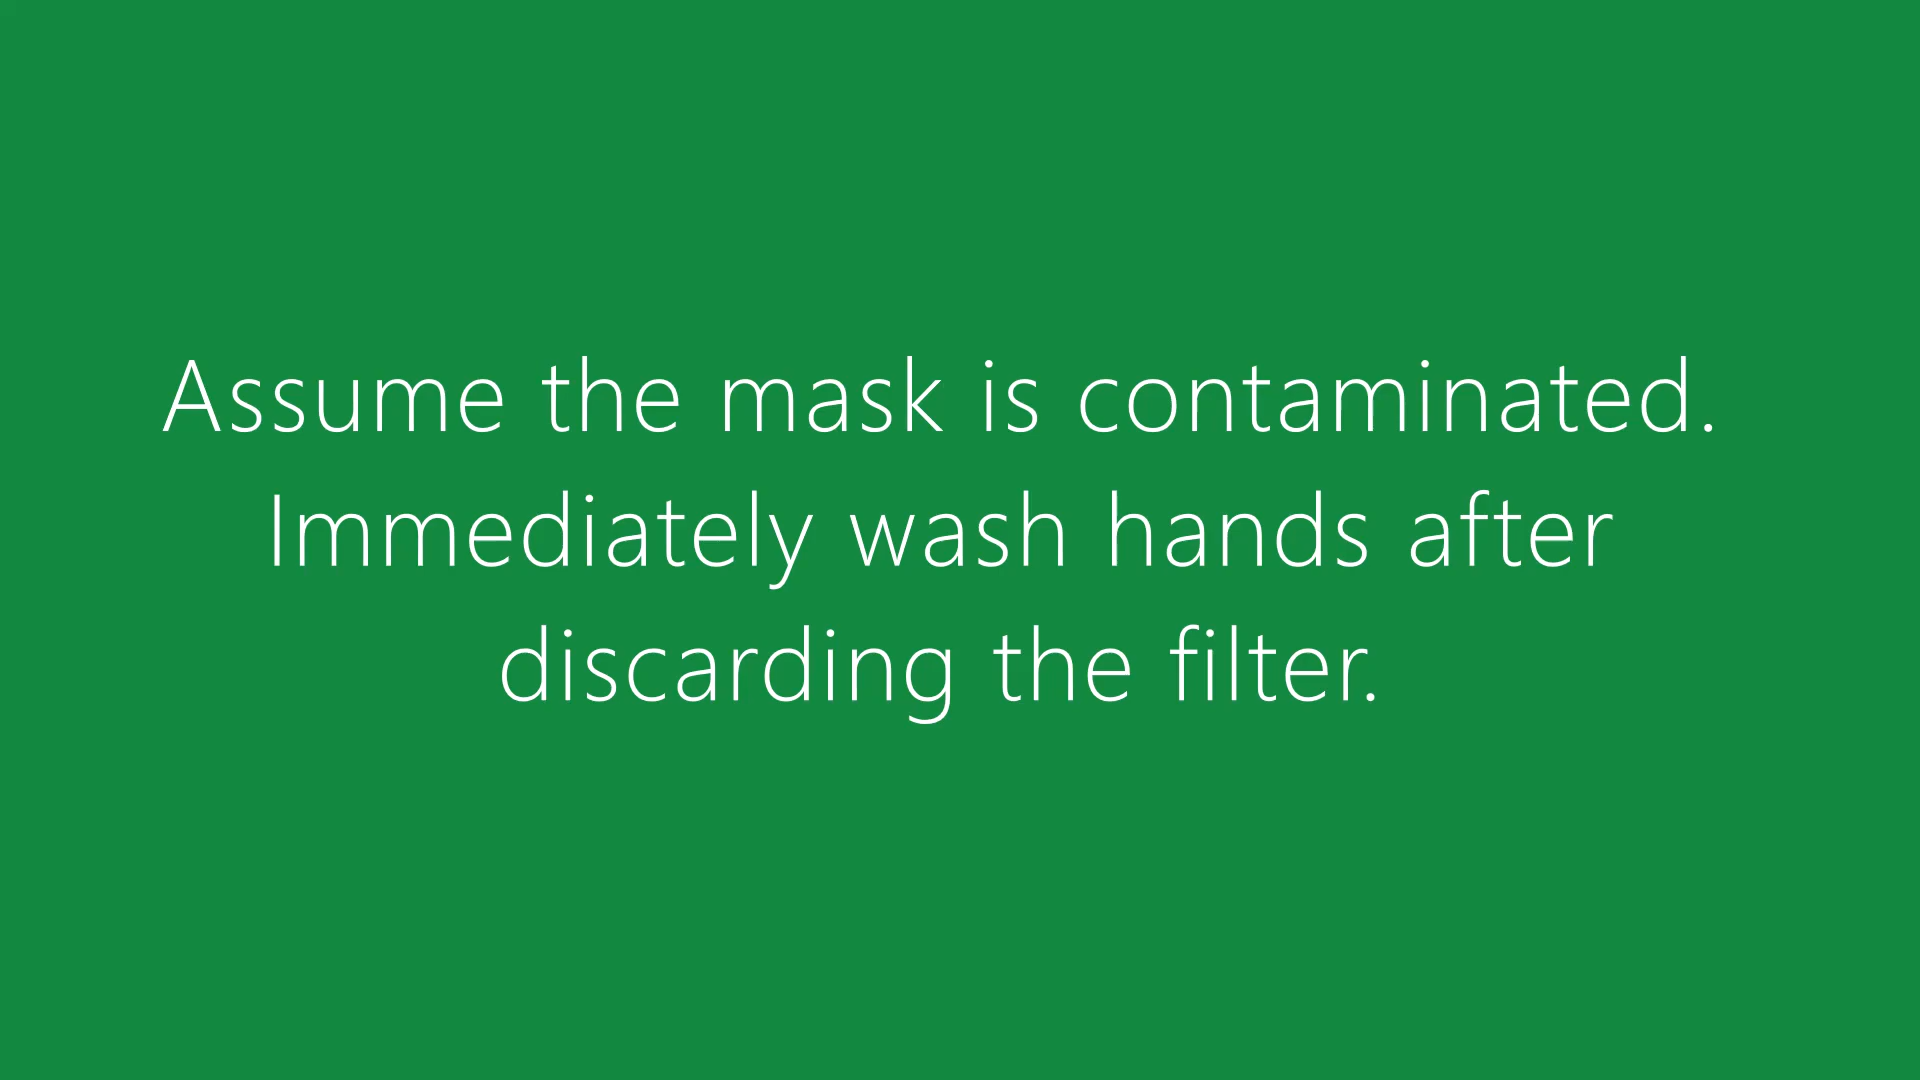 Assume the mask is contaminated.
Immediately wash hands after
discarding the filter.